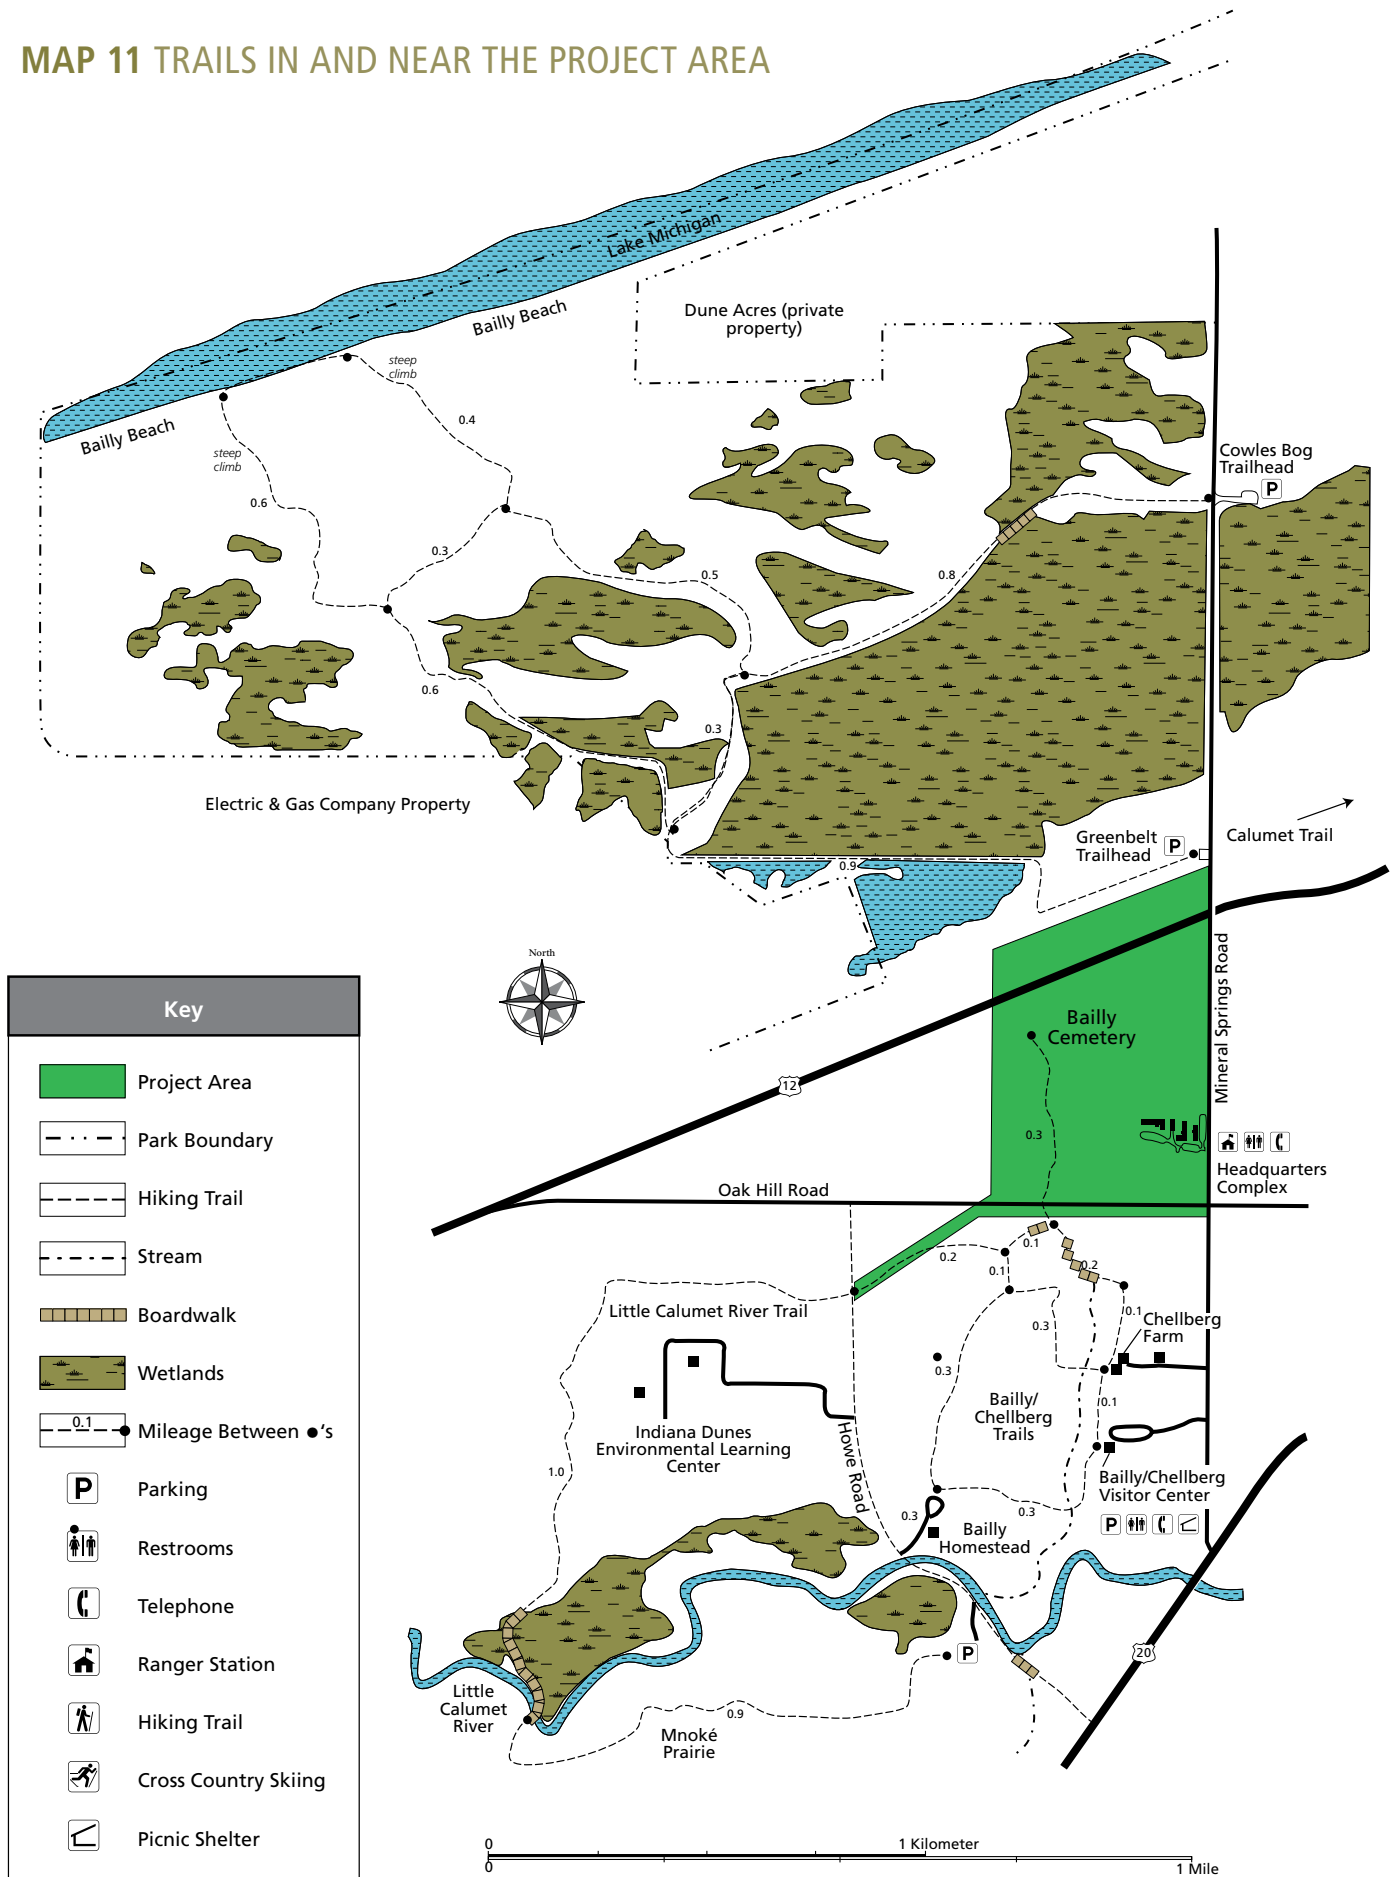 MAP 11 TRAILS IN AND NEAR THE PROJECT AREA
Lake Michigan
Bailly Beach
Dune Acres (private
property)
steep
climb
0.4
Bailly Beach
steep
climb
0.6
Cowles Bog
Trailhead
P
0.3
0.5
0.8
0.6
0.3
Electric & Gas Company Property
Greenbelt
Trailhead
P
Calumet Trail
0.9
Mineral Springs Road
North
Bailly
Cemetery
12
0.3
Headquarters
Complex
Oak Hill Road
0.1
0.2
0.1
0.2
Little Calumet River Trail
0.1
Chellberg
Farm
0.3
0.3
Bailly/
Chellberg
Trails
0.1
Indiana Dunes
Environmental Learning
Center
Howe Road
1.0
Bailly/Chellberg
Visitor Center
P
0.3
0.3
Bailly
Homestead
P
20
Little
Calumet
River
0.9
Mnoké
Prairie
Key
Project Area
Park Boundary
Hiking Trail
Stream
Boardwalk
Wetlands
0.1
Mileage Between ●'s
P
Parking
Restrooms
Telephone
Ranger Station
Hiking Trail
Cross Country Skiing
Picnic Shelter
0
1 Kilometer
0
1 Mile